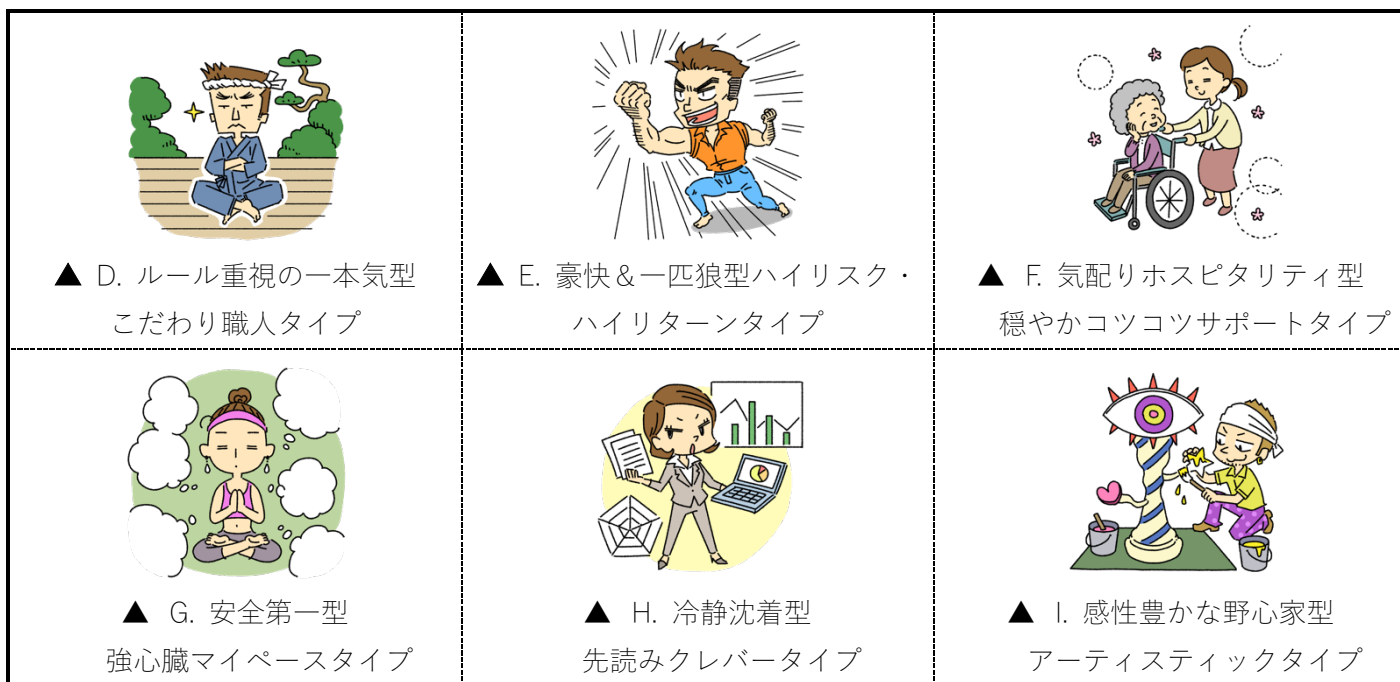 ▲ D. ルール重視の一本気型
こだわり職人タイプ
▲ E. 豪快＆一匹狼型ハイリスク・
ハイリターンタイプ
▲ F. 気配りホスピタリティ型
穏やかコツコツサポートタイプ
▲ G. 安全第一型
強心臓マイペースタイプ
▲ H. 冷静沈着型
先読みクレバータイプ
▲ I. 感性豊かな野心家型
アーティスティックタイプ